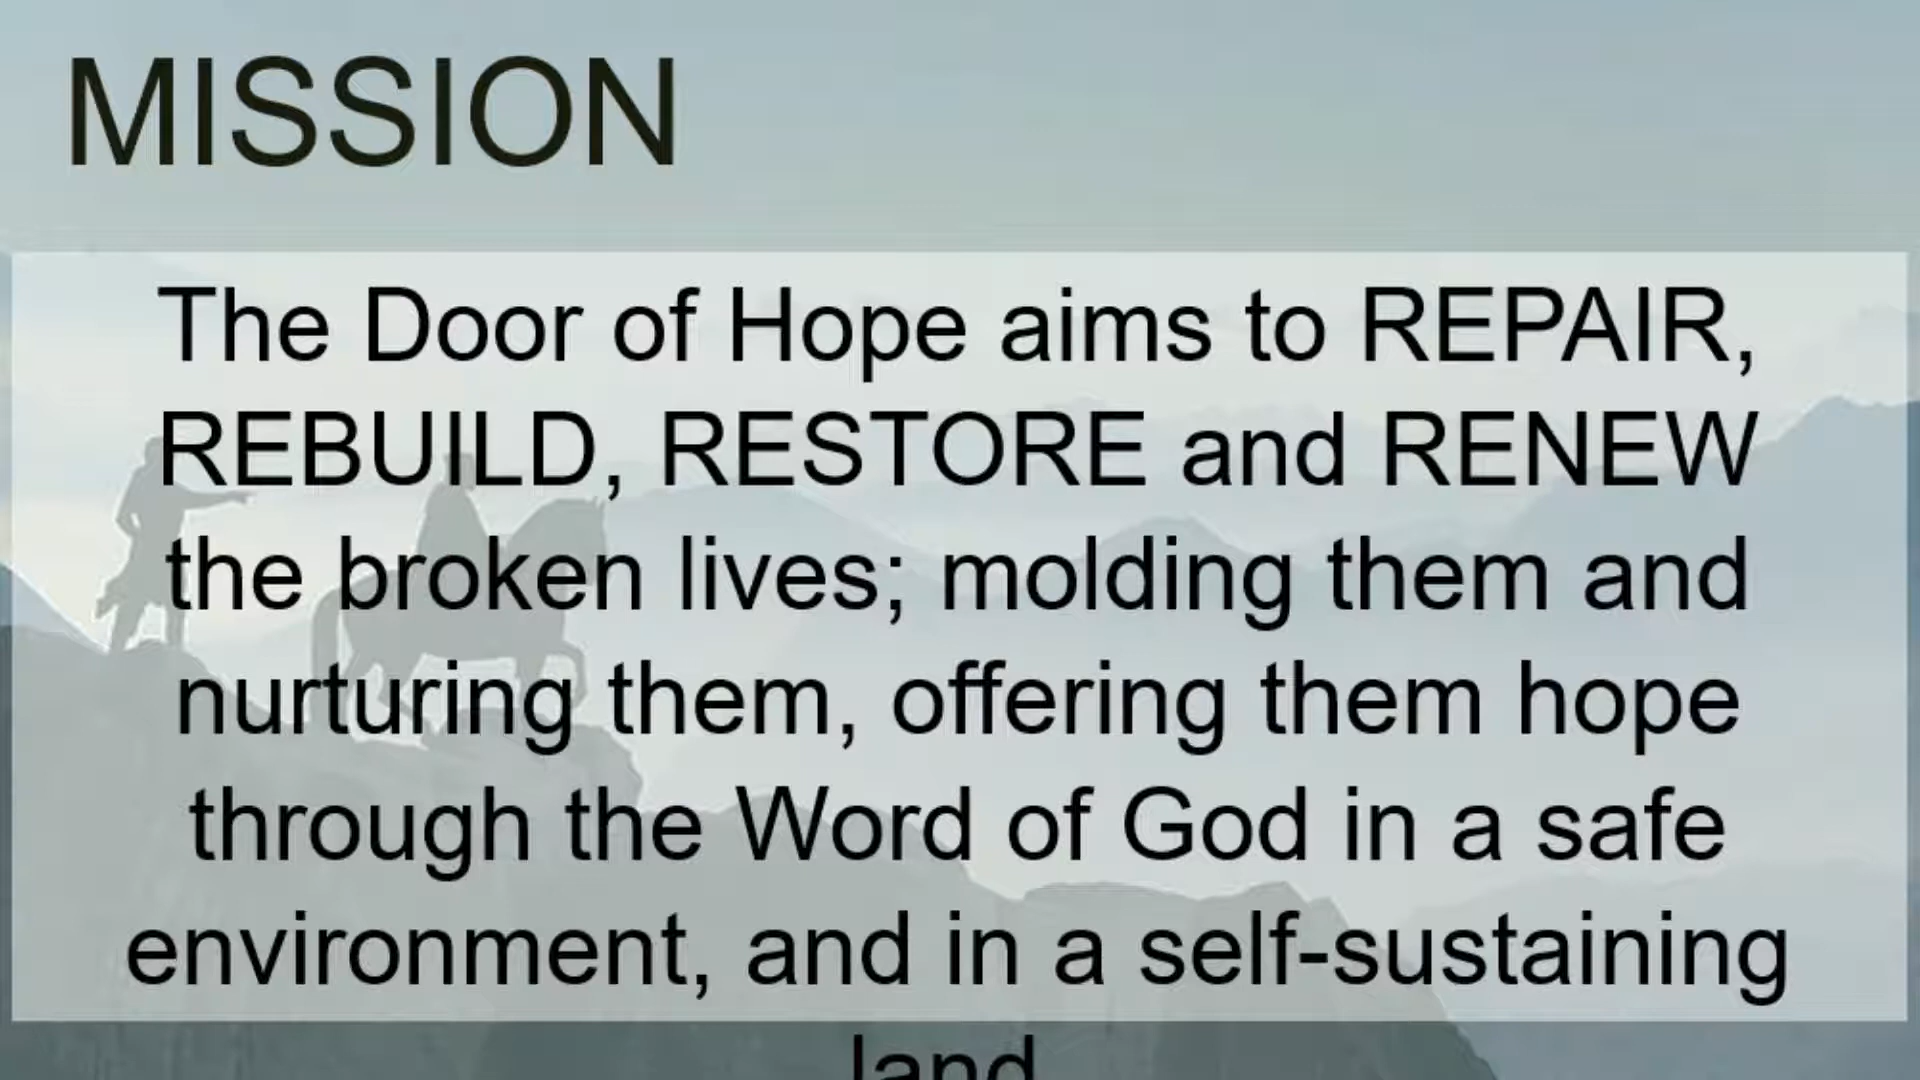 MISSION
The Door of Hope aims to REPAIR,
REBUILD, RESTORE and RENEW
the broken lives; molding them and
nurturing them, offering them hope
through the Word of God in a safe
environment, and in a self-sustaining
land